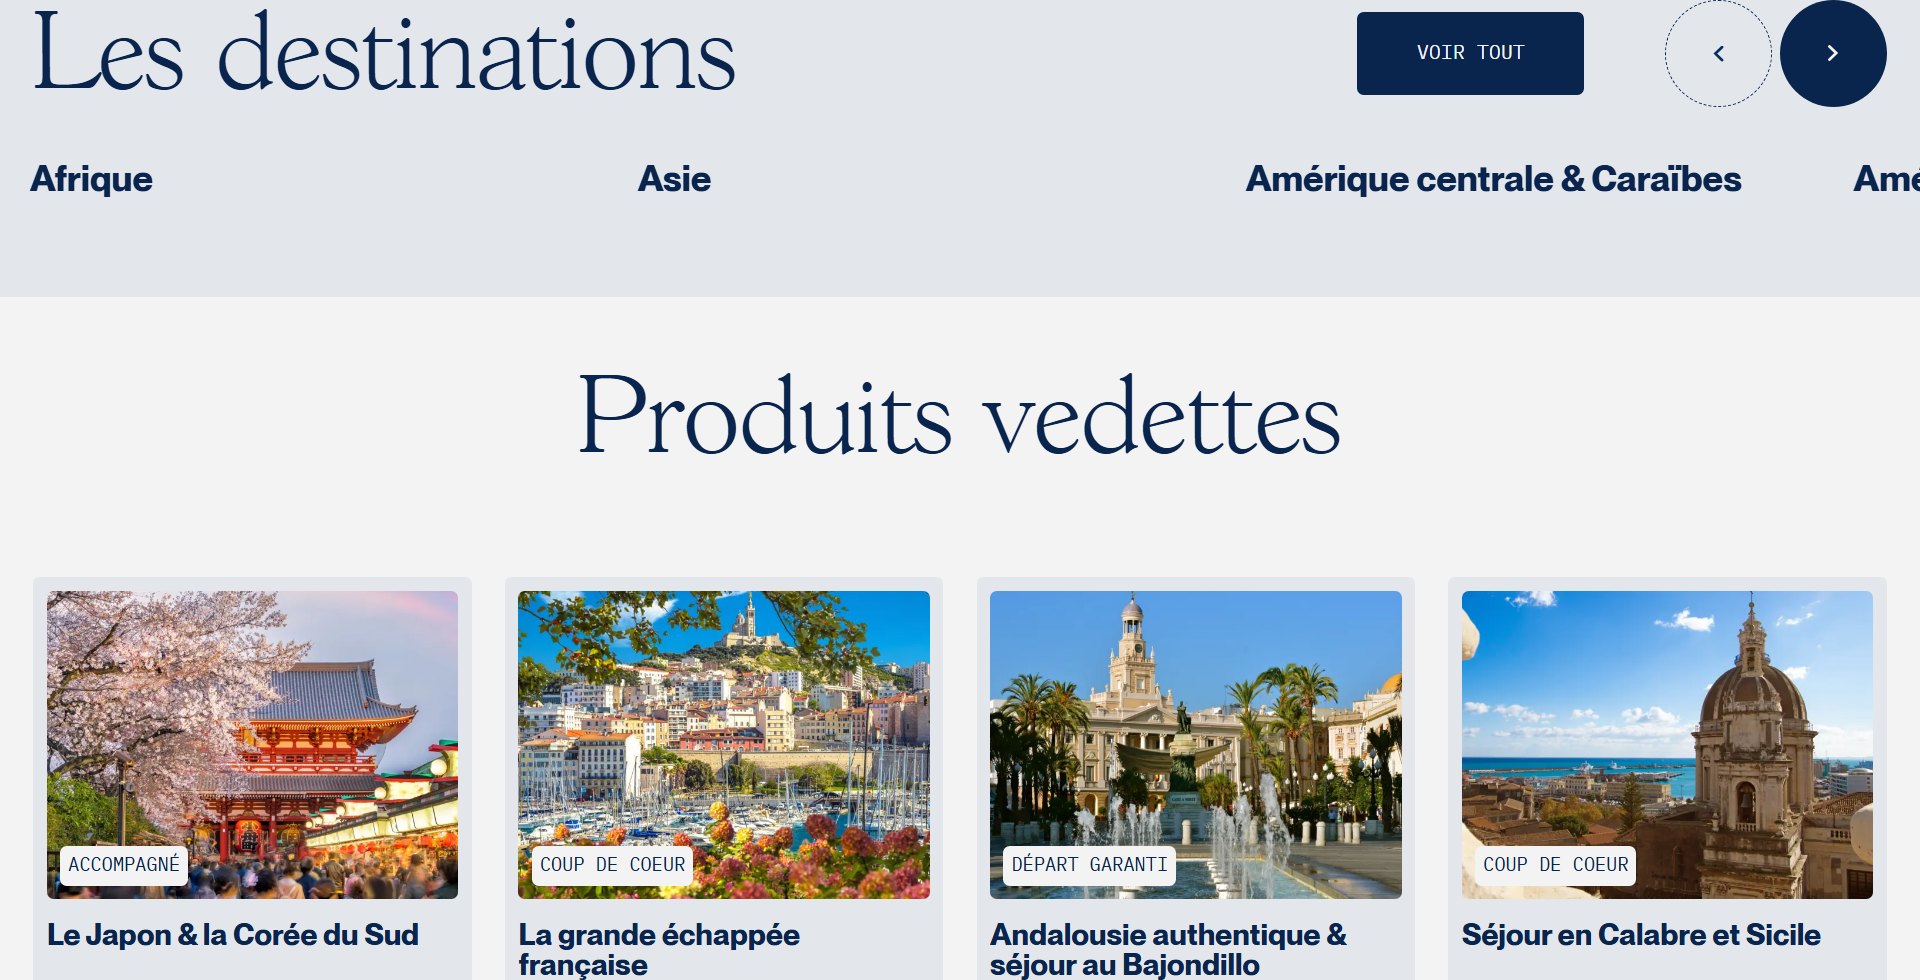 Les destinations
VOIR TOUT
Afrique
Asie
Amérique centrale & Caraïbes
Amé
Produits vedettes
ACCOMPAGNÉ
COUP DE COEUR
DÉPART GARANTI
COUP DE COEUR
Le Japon & la Corée du Sud
La grande échappée
française
Andalousie authentique &
séjour au Bajondillo
Séjour en Calabre et Sicile